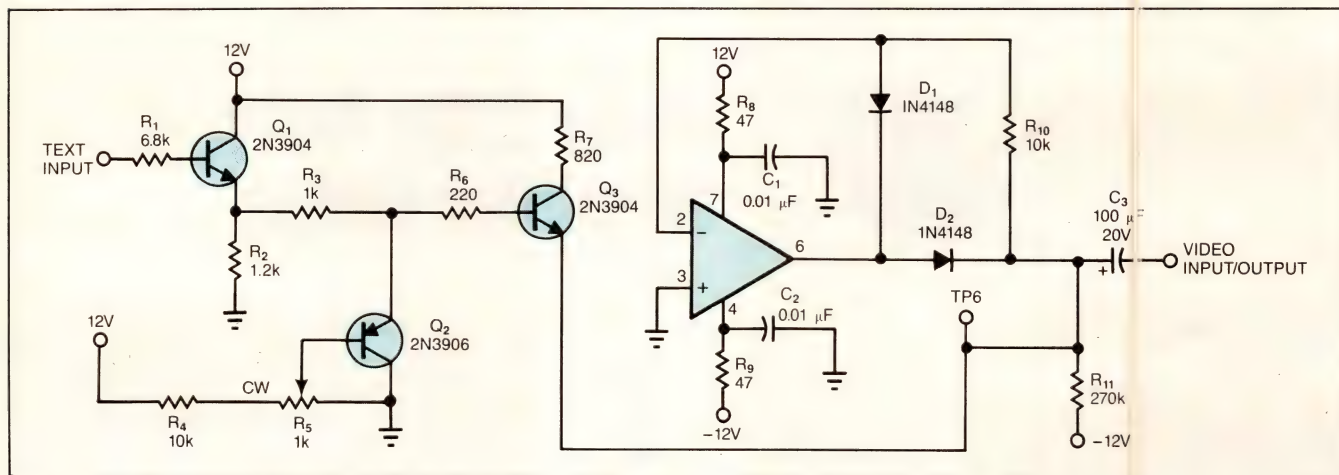 12V
R1
6.8k
Q1
2N3904
TEXT
INPUT
R2
1.2k
R3
1k
R6
220
R7
820
Q3
2N3904
Q2
2N3906
12V
CW
R4
10k
R5
1k
12V
R8
47
C1
0.01 μF
7
2
−
3
+
6
4
C2
0.01 μF
R9
47
−12V
D1
IN4148
R10
10k
D2
1N4148
C3
100 μF
20V
+
VIDEO
INPUT/OUTPUT
TP6
R11
270k
−12V